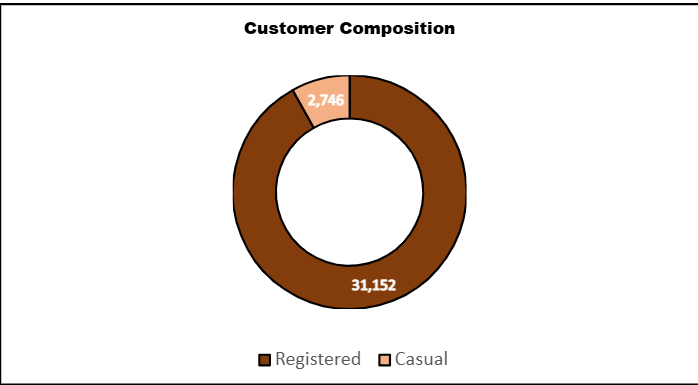 Customer Composition
2,746
31,152
Registered Casual